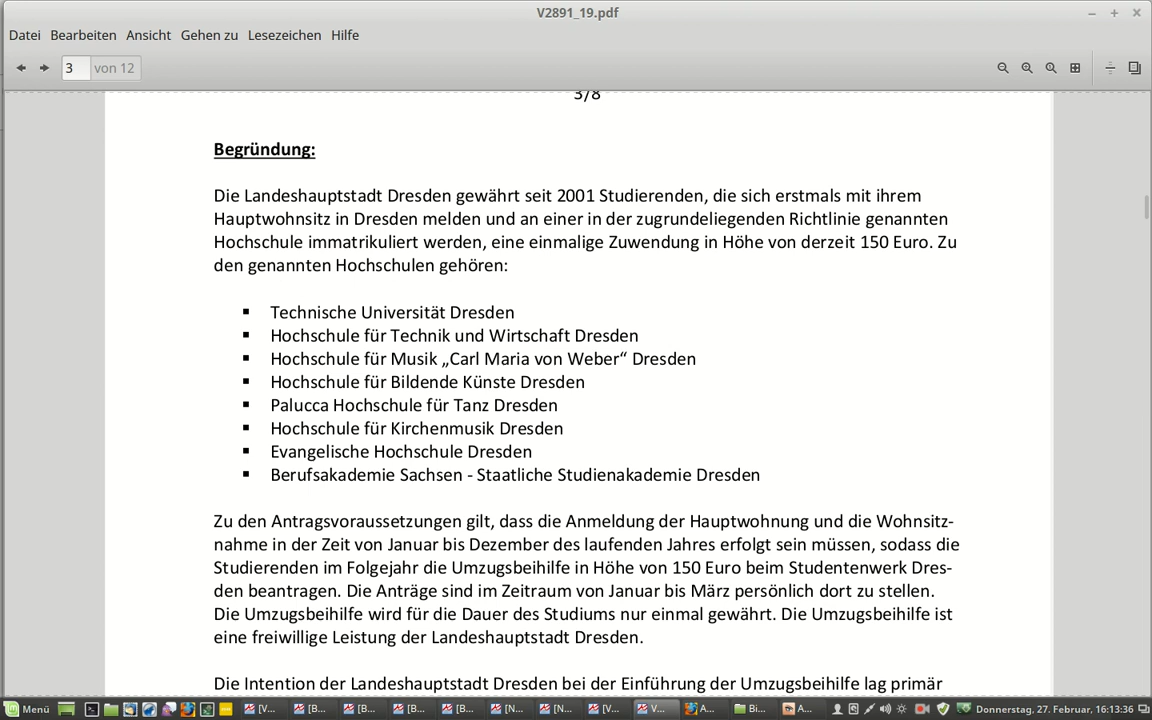 V2891_19.pdf
Datei Bearbeiten Ansicht Gehen zu Lesezeichen Hilfe
3 von 12
3/8
Begründung:
Die Landeshauptstadt Dresden gewährt seit 2001 Studierenden, die sich erstmals mit ihrem
Hauptwohnsitz in Dresden melden und an einer in der zugrundeliegenden Richtlinie genannten
Hochschule immatrikuliert werden, eine einmalige Zuwendung in Höhe von derzeit 150 Euro. Zu
den genannten Hochschulen gehören:
▪ Technische Universität Dresden
▪ Hochschule für Technik und Wirtschaft Dresden
▪ Hochschule für Musik „Carl Maria von Weber“ Dresden
▪ Hochschule für Bildende Künste Dresden
▪ Palucca Hochschule für Tanz Dresden
▪ Hochschule für Kirchenmusik Dresden
▪ Evangelische Hochschule Dresden
▪ Berufsakademie Sachsen - Staatliche Studienakademie Dresden
Zu den Antragsvoraussetzungen gilt, dass die Anmeldung der Hauptwohnung und die Wohnsitz-
nahme in der Zeit von Januar bis Dezember des laufenden Jahres erfolgt sein müssen, sodass die
Studierenden im Folgejahr die Umzugsbeihilfe in Höhe von 150 Euro beim Studentenwerk Dres-
den beantragen. Die Anträge sind im Zeitraum von Januar bis März persönlich dort zu stellen.
Die Umzugsbeihilfe wird für die Dauer des Studiums nur einmal gewährt. Die Umzugsbeihilfe ist
eine freiwillige Leistung der Landeshauptstadt Dresden.
Die Intention der Landeshauptstadt Dresden bei der Einführung der Umzugsbeihilfe lag primär
Menü [V... [B... [B... [B... [B... [N... [N... [V... V... A... Bi... A... Donnerstag, 27. Februar, 16:13:36